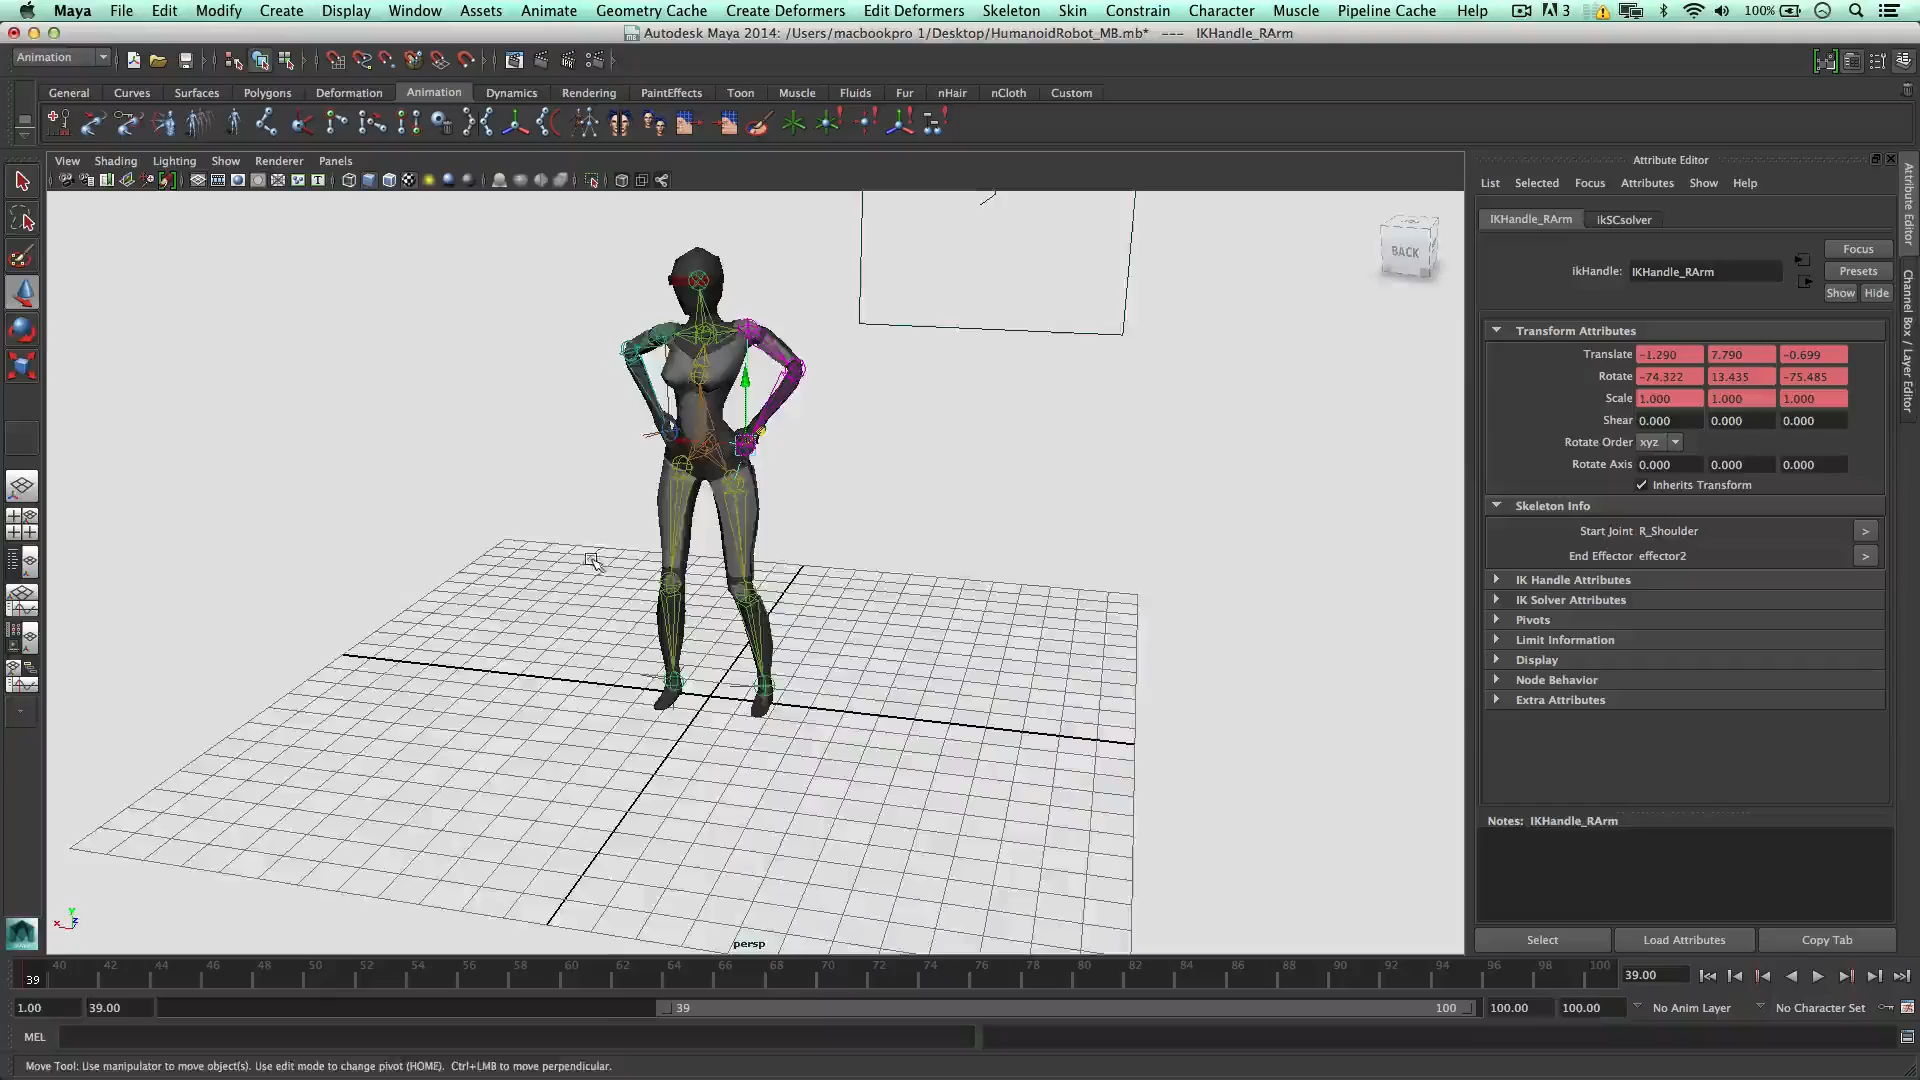 Maya File Edit Modify Create Display Window Assets Animate Geometry Cache Create Deformers Edit Deformers Skeleton Skin Constrain Character Muscle Pipeline Cache Help 3 100%
Autodesk Maya 2014: /Users/macbookpro 1/Desktop/HumanoidRobot_MB.mb* --- IKHandle_RArm
Animation
General Curves Surfaces Polygons Deformation Animation Dynamics Rendering PaintEffects Toon Muscle Fluids Fur nHair nCloth Custom
View Shading Lighting Show Renderer Panels
BACK
persp
Attribute Editor
List Selected Focus Attributes Show Help
IKHandle_RArm ikSCsolver
Focus
ikHandle: IKHandle_RArm
Presets
Show Hide
Transform Attributes
Translate -1.290 7.790 -0.699
Rotate -74.322 13.435 -75.485
Scale 1.000 1.000 1.000
Shear 0.000 0.000 0.000
Rotate Order xyz
Rotate Axis 0.000 0.000 0.000
Inherits Transform
Skeleton Info
Start Joint R_Shoulder >
End Effector effector2 >
IK Handle Attributes
IK Solver Attributes
Pivots
Limit Information
Display
Node Behavior
Extra Attributes
Notes: IKHandle_RArm
Select Load Attributes Copy Tab
Attribute Editor
Channel Box / Layer Editor
39 40 42 44 46 48 50 52 54 56 58 60 62 64 66 68 70 72 74 76 78 80 82 84 86 88 90 92 94 96 98 100 39.00
1.00 39.00 39 100 100.00 100.00 No Anim Layer No Character Set
MEL
Move Tool: Use manipulator to move object(s). Use edit mode to change pivot (HOME). Ctrl+LMB to move perpendicular.